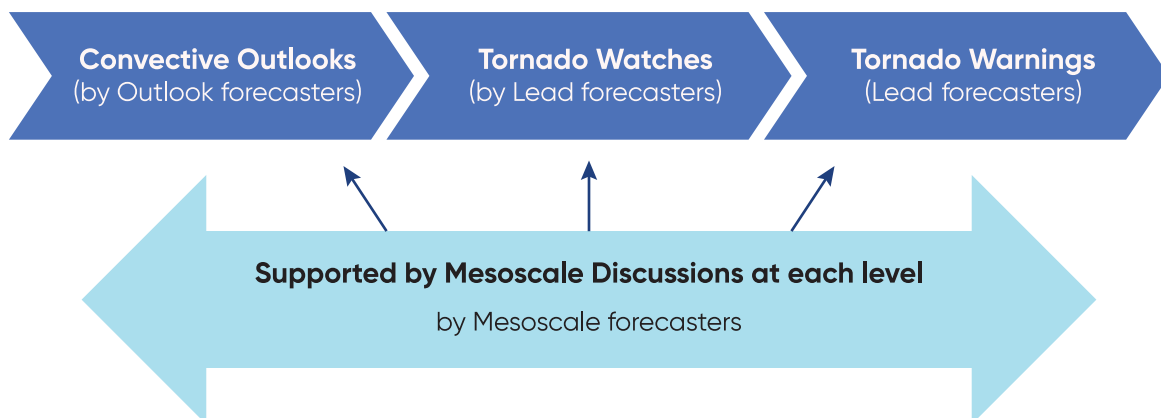 Convective Outlooks
(by Outlook forecasters)
Tornado Watches
(by Lead forecasters)
Tornado Warnings
(Lead forecasters)
Supported by Mesoscale Discussions at each level
by Mesoscale forecasters